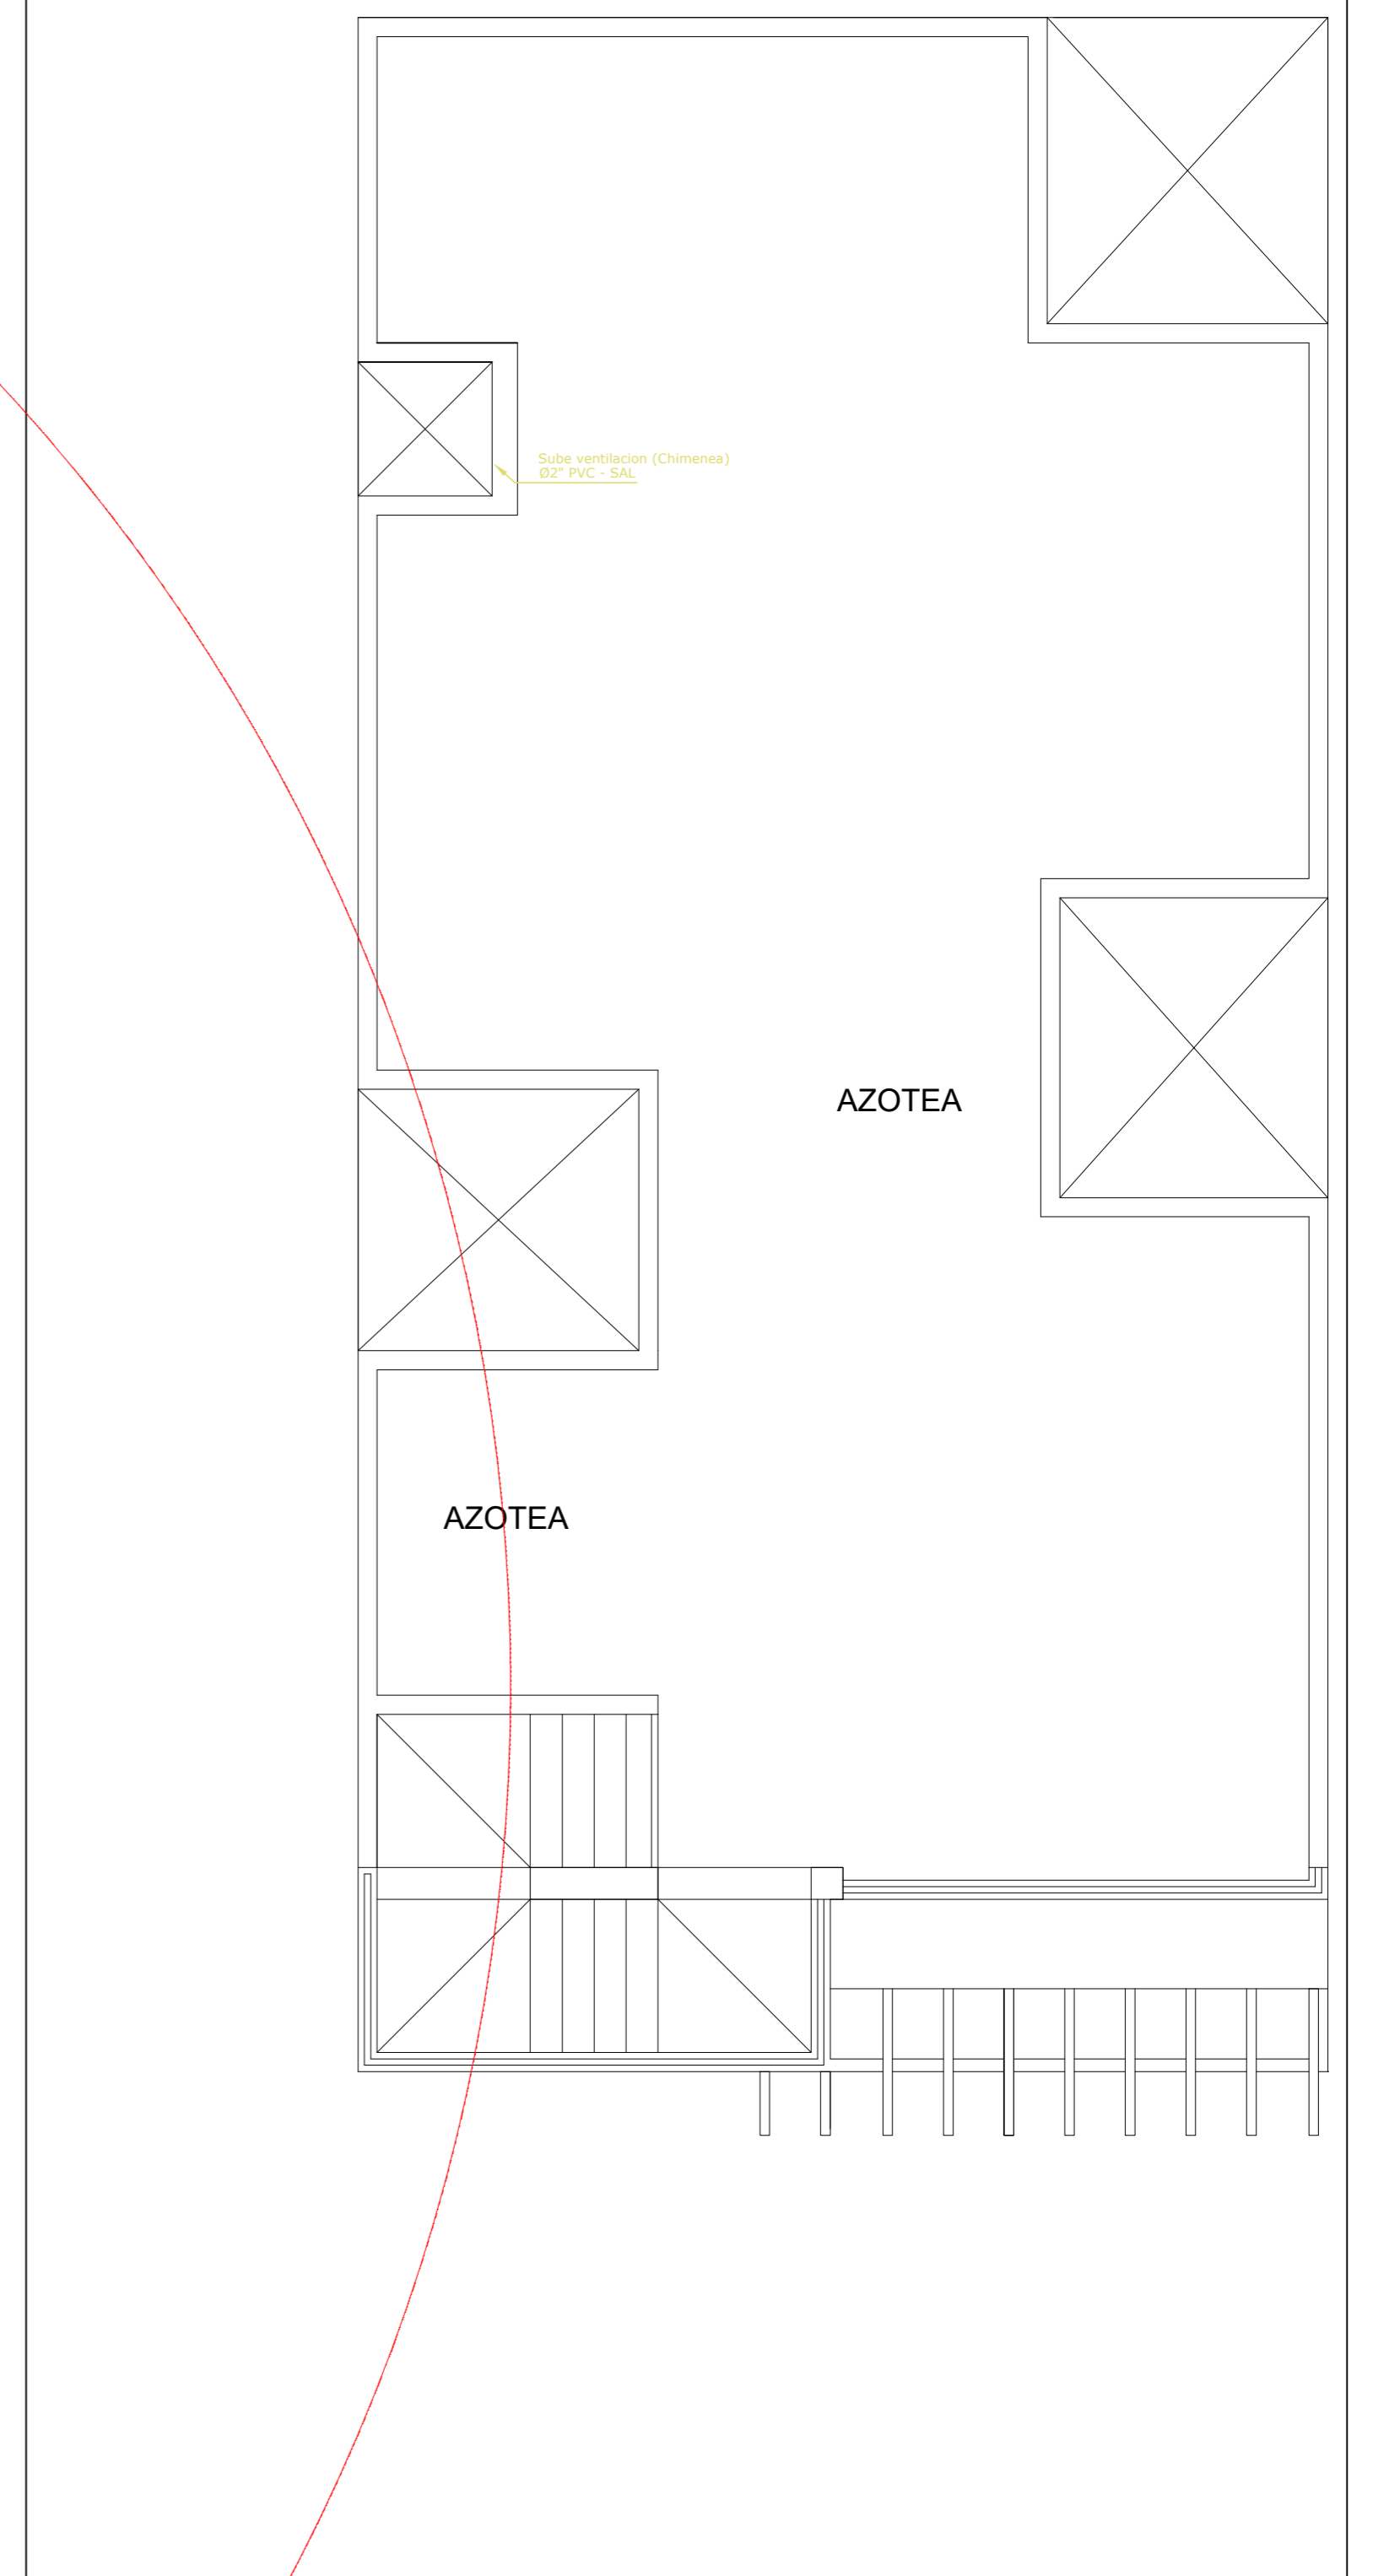 Sube ventilacion (Chimenea)
Ø2" PVC - SAL
AZOTEA
AZOTEA